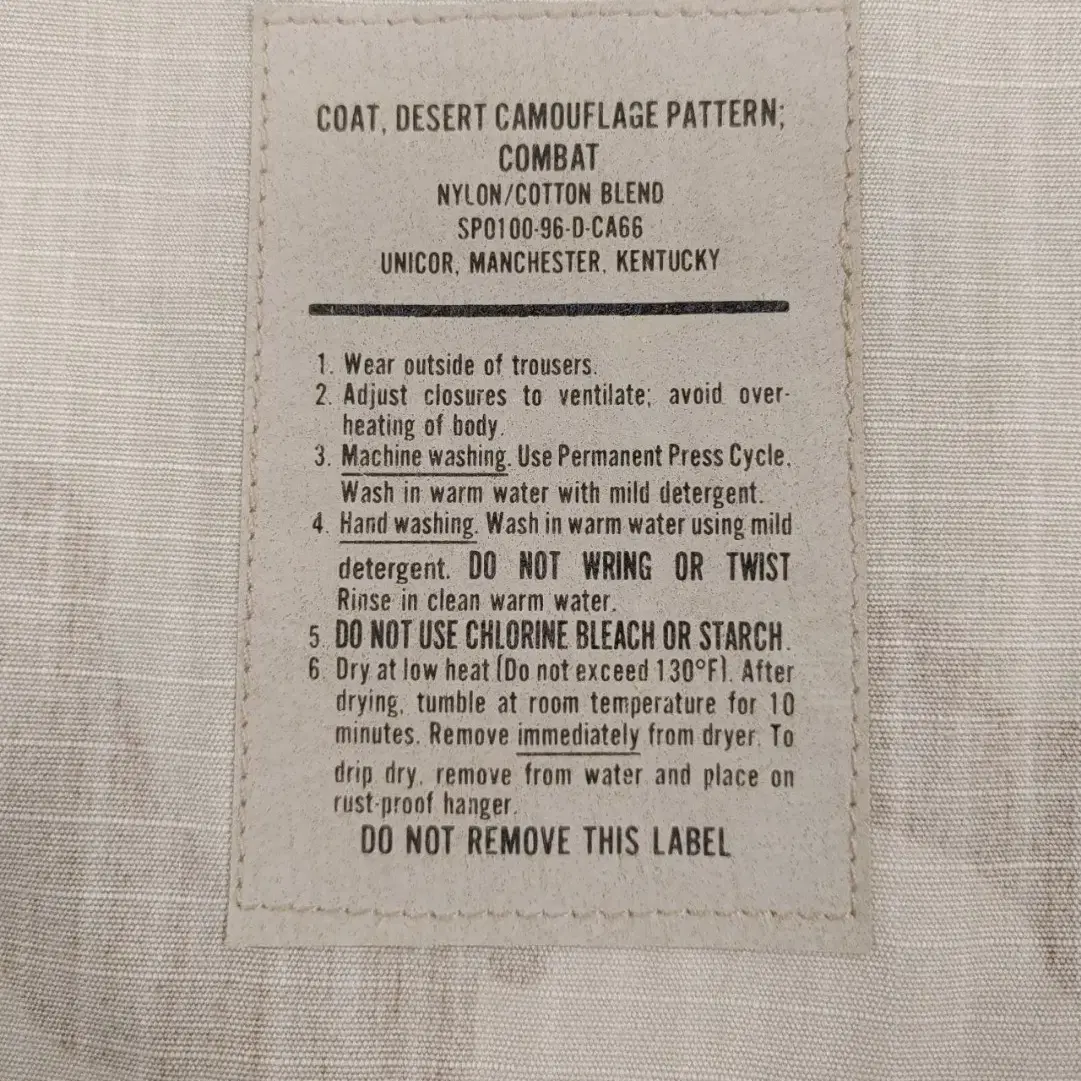 COAT, DESERT CAMOUFLAGE PATTERN;
COMBAT
NYLON/COTTON BLEND
SPO100-96-D-CA66
UNICOR, MANCHESTER, KENTUCKY
1. Wear outside of trousers.
2. Adjust closures to ventilate; avoid over-
heating of body.
3. Machine washing. Use Permanent Press Cycle.
Wash in warm water with mild detergent.
4. Hand washing. Wash in warm water using mild
detergent. DO NOT WRING OR TWIST
Rinse in clean warm water.
5. DO NOT USE CHLORINE BLEACH OR STARCH.
6. Dry at low heat (Do not exceed 130°F). After
drying, tumble at room temperature for 10
minutes. Remove immediately from dryer. To
drip dry, remove from water and place on
rust-proof hanger.
DO NOT REMOVE THIS LABEL